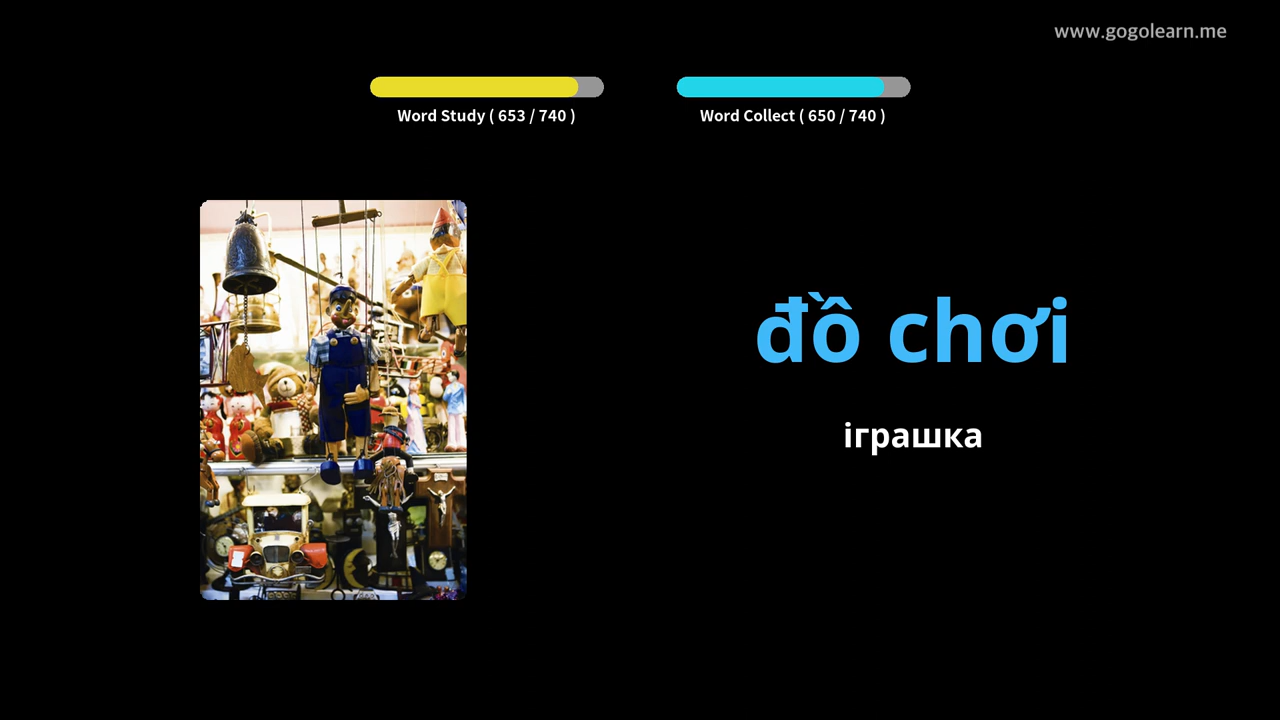 www.gogolearn.me
Word Study ( 653 / 740 )
Word Collect ( 650 / 740 )
đồ chơi
іграшка